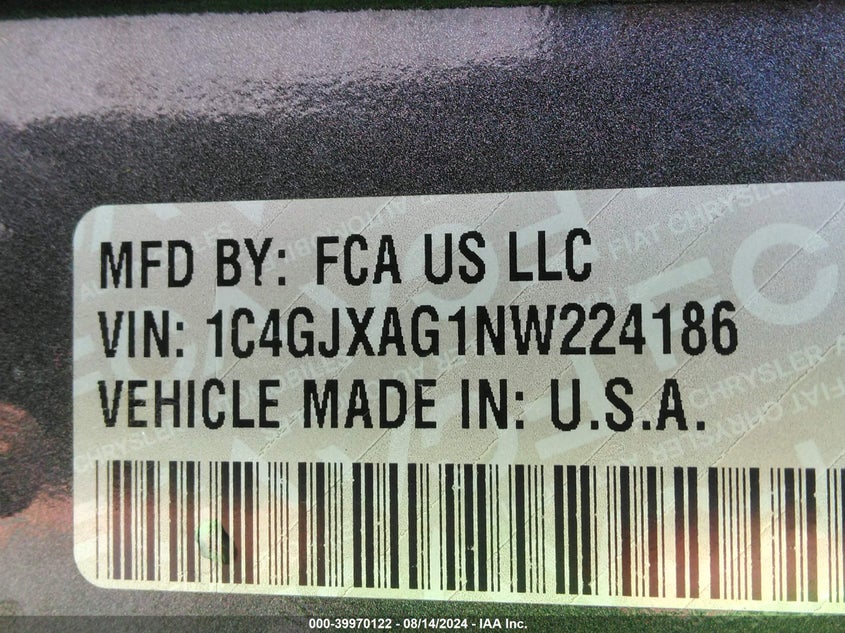 MFD BY: FCA US LLC
VIN: 1C4GJXAG1NW224186
VEHICLE MADE IN: U.S.A.
000-39970122 - 08/14/2024 - IAA Inc.